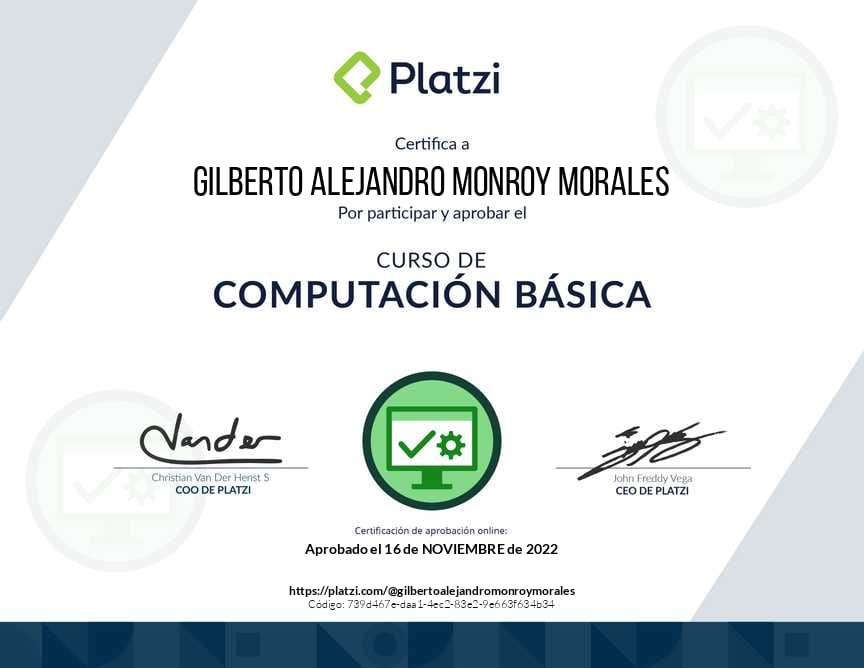 Platzi
Certifica a
GILBERTO ALEJANDRO MONROY MORALES
Por participar y aprobar el
CURSO DE
COMPUTACIÓN BÁSICA
Vander
Christian Van Der Henst S
COO DE PLATZI
John Freddy Vega
CEO DE PLATZI
Certificación de aprobación online:
Aprobado el 16 de NOVIEMBRE de 2022
https://platzi.com/@gilbertoalejandromonroymorales
Código: 739d467e-daa1-4ec2-83e2-9e663f634b34